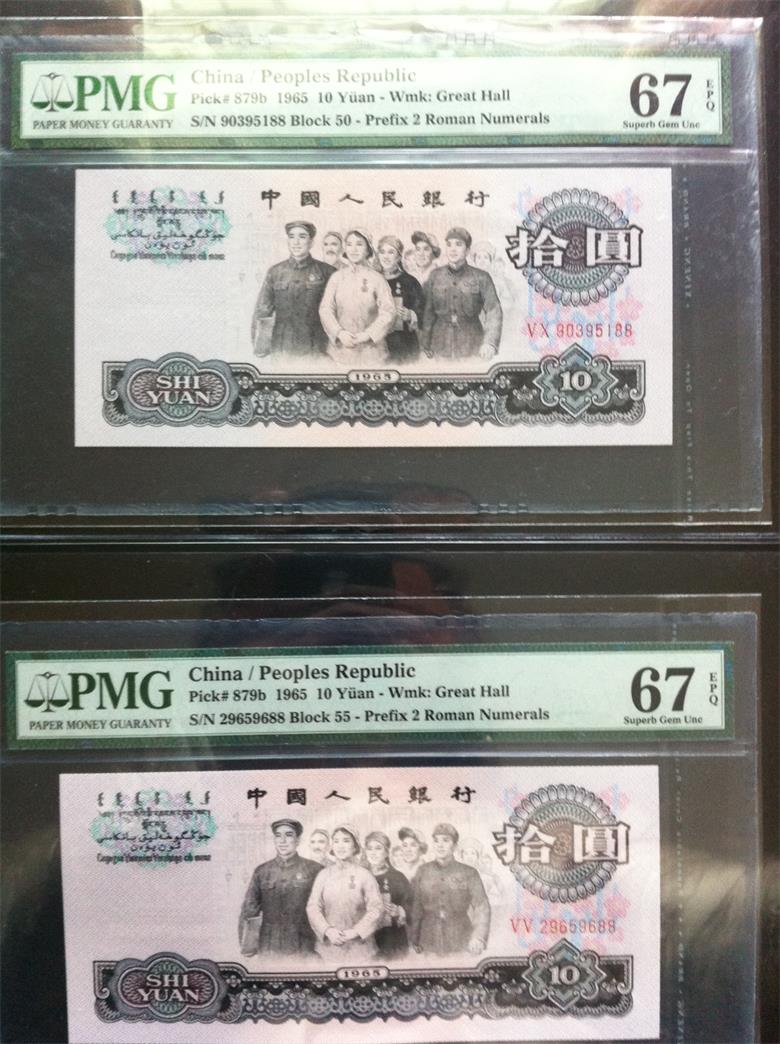 PMG
PAPER MONEY GUARANTY
China / Peoples Republic
Pick# 879b 1965 10 Yüan - Wmk: Great Hall
S/N 90395188 Block 50 - Prefix 2 Roman Numerals
67
EPQ
Superb Gem Unc
中國人民銀行
拾圓
VX 90395188
1965
SHI
YUAN
10
PMG
PAPER MONEY GUARANTY
China / Peoples Republic
Pick# 879b 1965 10 Yüan - Wmk: Great Hall
S/N 29659688 Block 55 - Prefix 2 Roman Numerals
67
EPQ
Superb Gem Unc
中國人民銀行
拾圓
VV 29659688
1965
SHI
YUAN
10